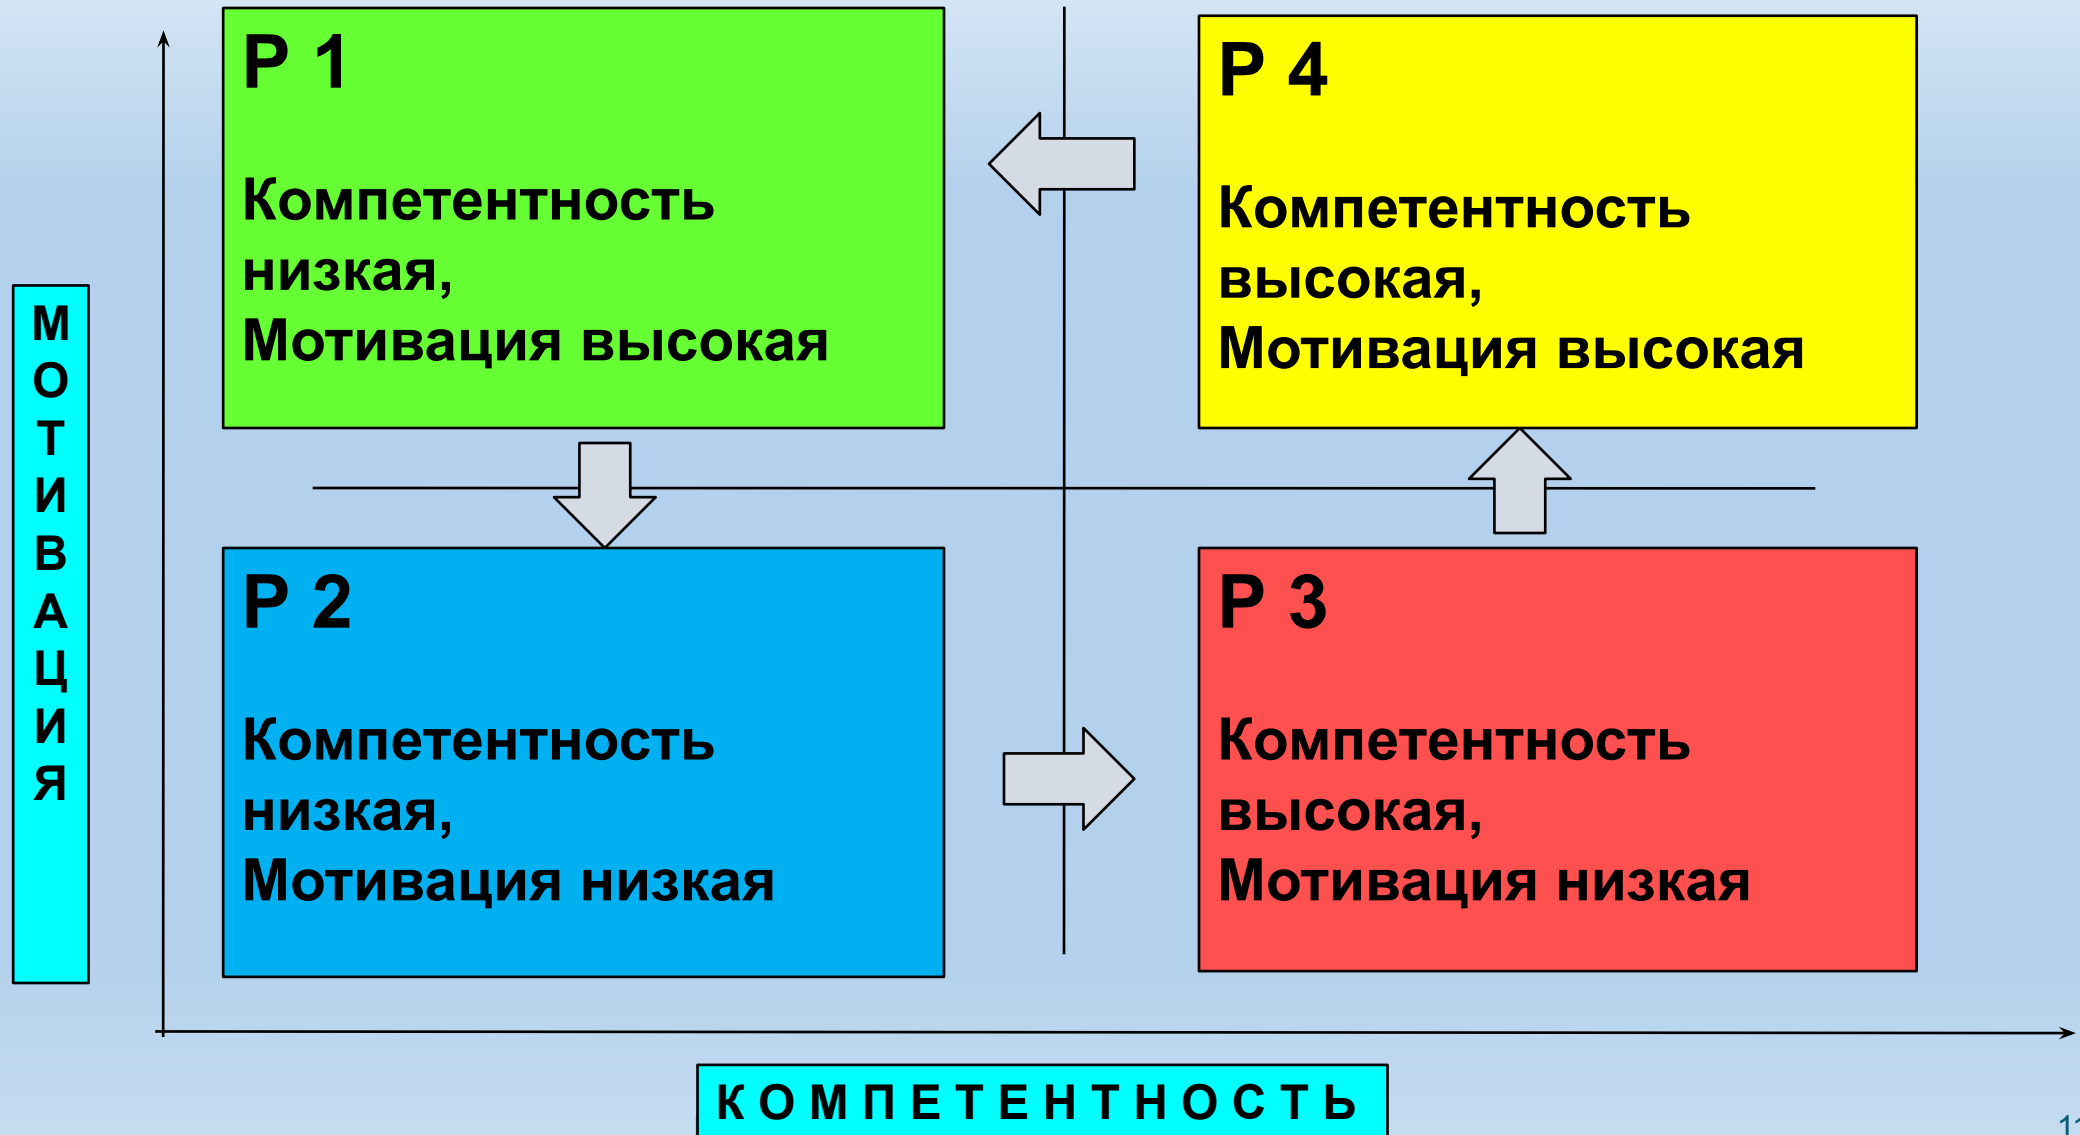 Р 1
Компетентность
низкая,
Мотивация высокая
Р 4
Компетентность
высокая,
Мотивация высокая
М
О
Т
И
В
А
Ц
И
Я
Р 2
Компетентность
низкая,
Мотивация низкая
Р 3
Компетентность
высокая,
Мотивация низкая
К О М П Е Т Е Н Т Н О С Т Ь
11